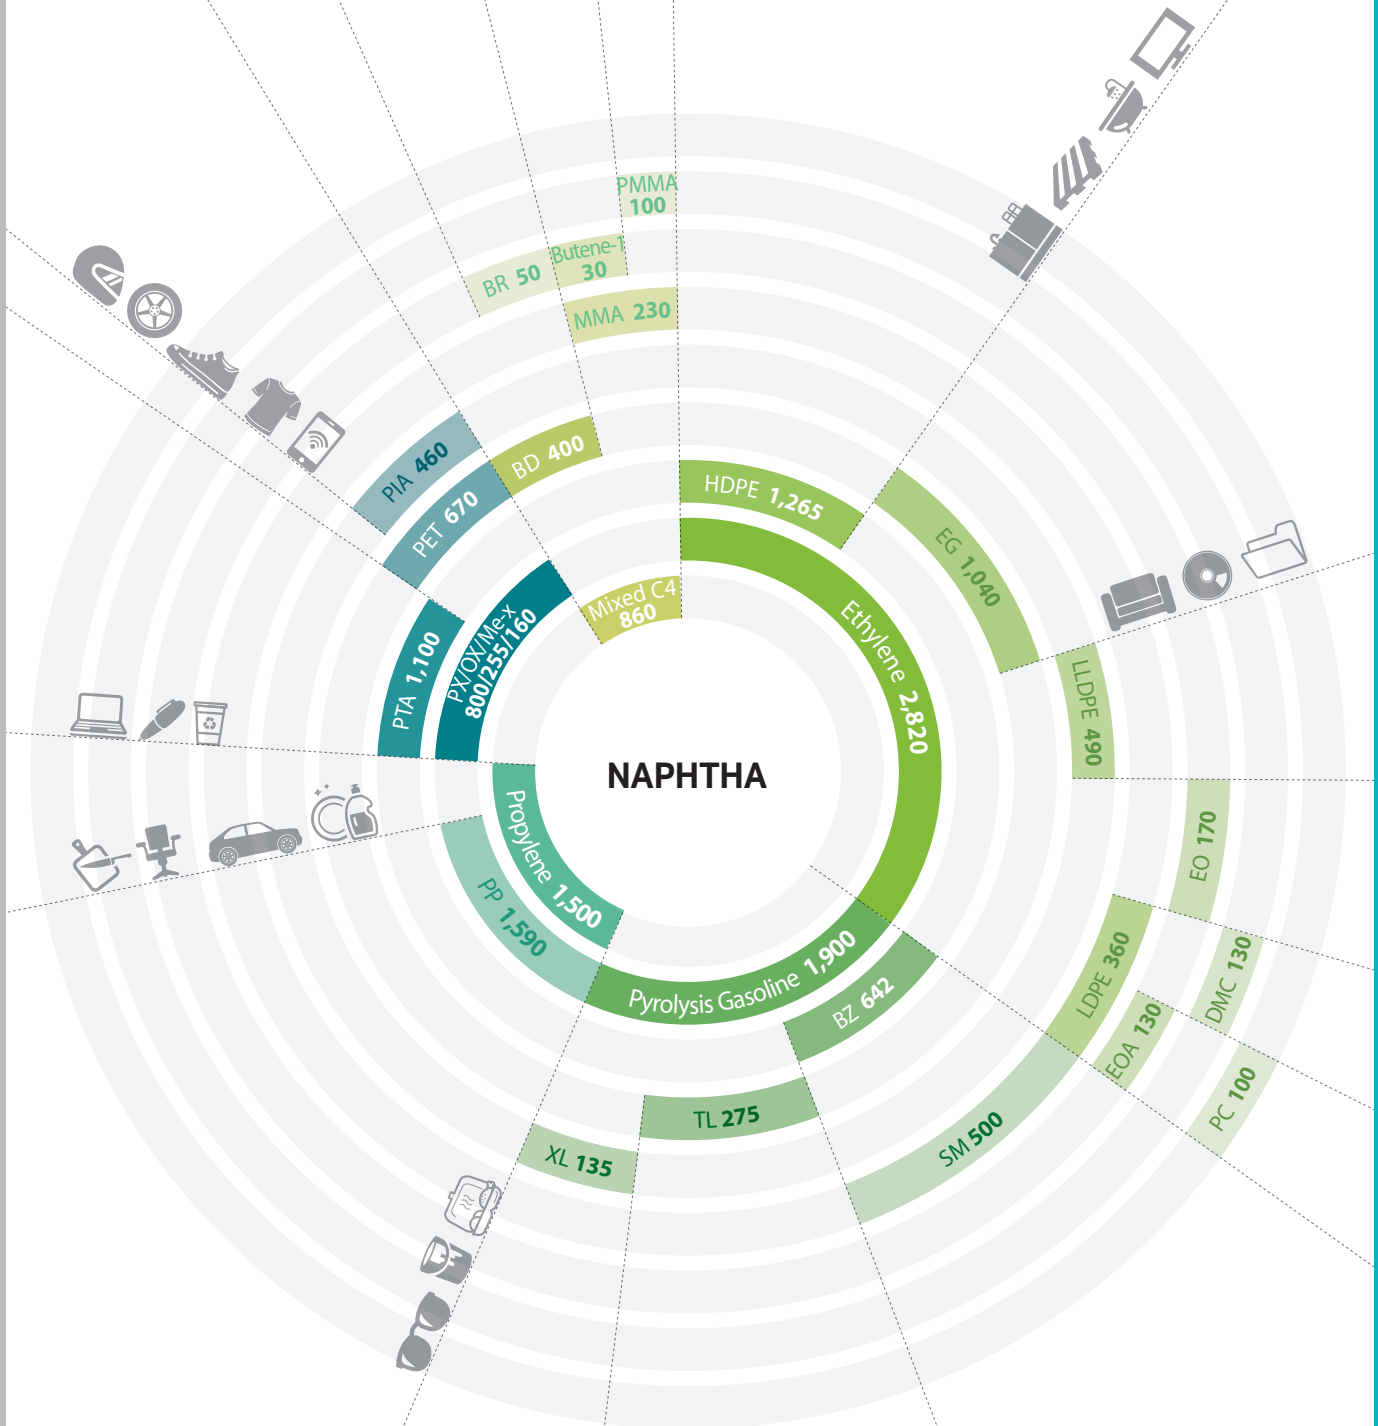 PMMA
100
Butene-1
30
BR 50
MMA 230
BD 400
PIA 460
PET 670
HDPE 1,265
EG 1,040
Mixed C4
860
PX/OX/Me-x
800/255/160
PTA 1,100
Ethylene 2,820
LLDPE 490
NAPHTHA
Propylene 1,500
PP 1,590
EO 170
Pyrolysis Gasoline 1,900
BZ 642
LDPE 360
DMC 130
EOA 130
PC 100
TL 275
SM 500
XL 135